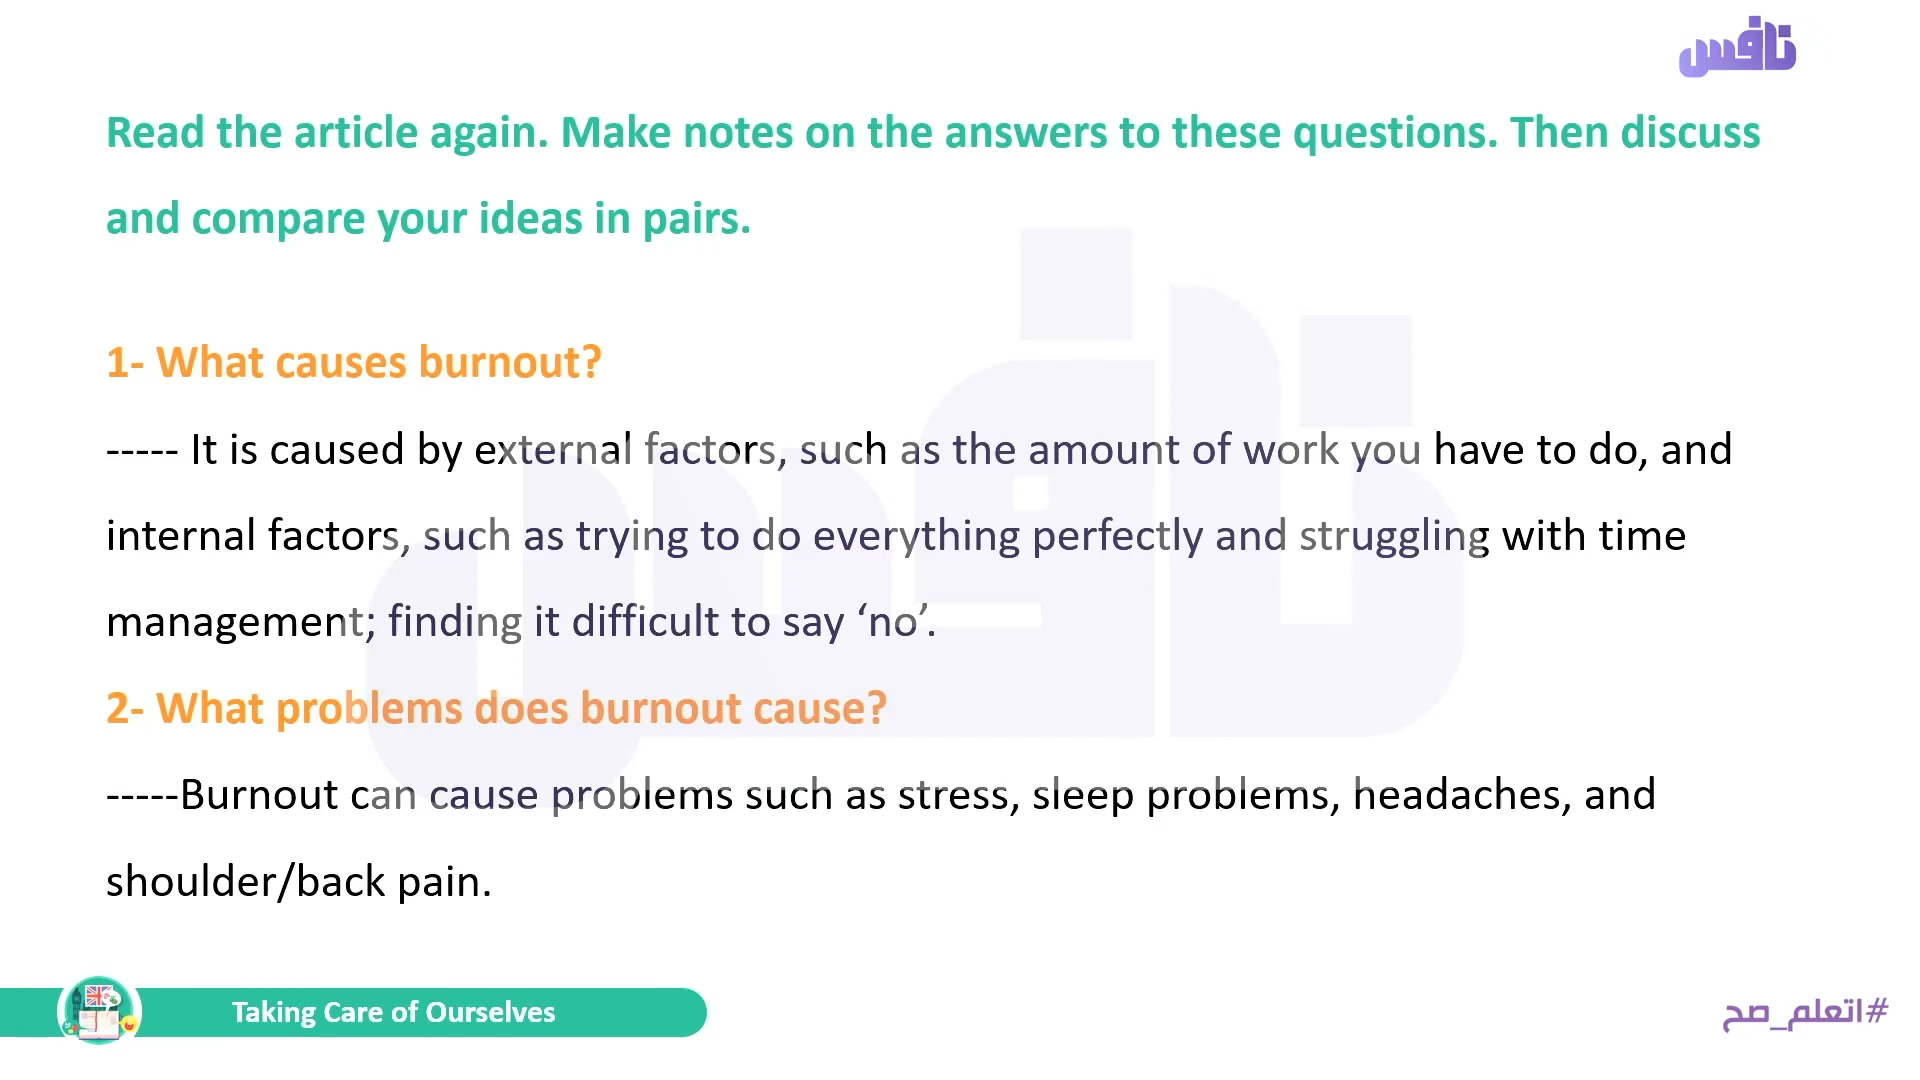 نافس
Read the article again. Make notes on the answers to these questions. Then discuss
and compare your ideas in pairs.
1- What causes burnout?
----- It is caused by external factors, such as the amount of work you have to do, and
internal factors, such as trying to do everything perfectly and struggling with time
management; finding it difficult to say ‘no’.
2- What problems does burnout cause?
-----Burnout can cause problems such as stress, sleep problems, headaches, and
shoulder/back pain.
Taking Care of Ourselves
#اتعلم_صح